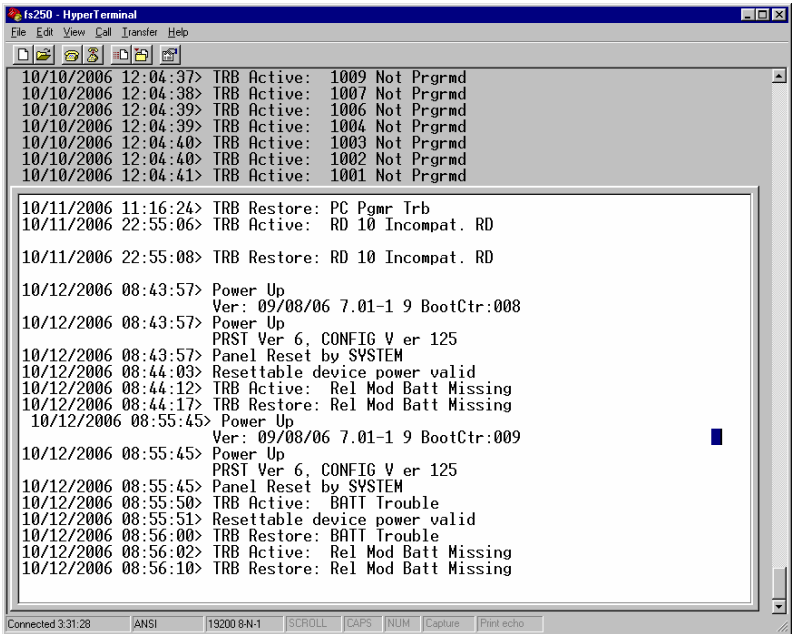 fs250 - HyperTerminal
File Edit View Call Transfer Help
10/10/2006 12:04:37> TRB Active:  1009 Not Prgrmd
10/10/2006 12:04:38> TRB Active:  1007 Not Prgrmd
10/10/2006 12:04:39> TRB Active:  1006 Not Prgrmd
10/10/2006 12:04:39> TRB Active:  1004 Not Prgrmd
10/10/2006 12:04:40> TRB Active:  1003 Not Prgrmd
10/10/2006 12:04:40> TRB Active:  1002 Not Prgrmd
10/10/2006 12:04:41> TRB Active:  1001 Not Prgrmd
10/11/2006 11:16:24> TRB Restore: PC Pgmr Trb
10/11/2006 22:55:06> TRB Active:  RD 10 Incompat. RD
10/11/2006 22:55:08> TRB Restore: RD 10 Incompat. RD
10/12/2006 08:43:57> Power Up
Ver: 09/08/06 7.01-1 9 BootCtr:008
10/12/2006 08:43:57> Power Up
PRST Ver 6, CONFIG V er 125
10/12/2006 08:43:57> Panel Reset by SYSTEM
10/12/2006 08:44:03> Resettable device power valid
10/12/2006 08:44:12> TRB Active:  Rel Mod Batt Missing
10/12/2006 08:44:17> TRB Restore: Rel Mod Batt Missing
10/12/2006 08:55:45> Power Up
Ver: 09/08/06 7.01-1 9 BootCtr:009
10/12/2006 08:55:45> Power Up
PRST Ver 6, CONFIG V er 125
10/12/2006 08:55:45> Panel Reset by SYSTEM
10/12/2006 08:55:50> TRB Active:  BATT Trouble
10/12/2006 08:55:51> Resettable device power valid
10/12/2006 08:56:00> TRB Restore: BATT Trouble
10/12/2006 08:56:02> TRB Active:  Rel Mod Batt Missing
10/12/2006 08:56:10> TRB Restore: Rel Mod Batt Missing
Connected 3:31:28 ANSI 19200 8-N-1 SCROLL CAPS NUM Capture Print echo